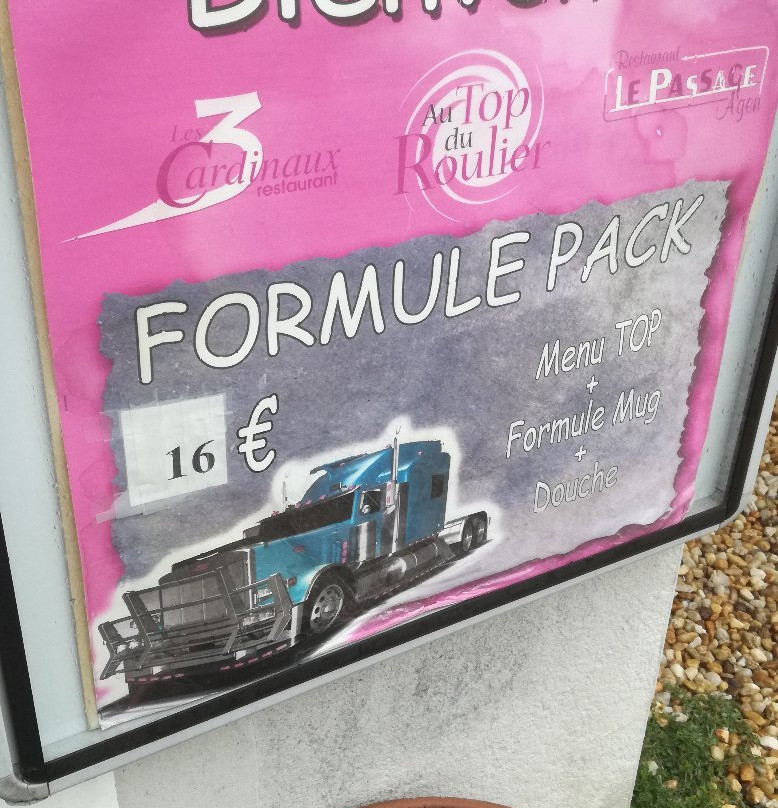 Les 3
Cardinaux
restaurant
Au Top
du
Roulier
Restaurant
LE PASSAGE
Agen
FORMULE PACK
16 €
Menu TOP
+
Formule Mug
+
Douche